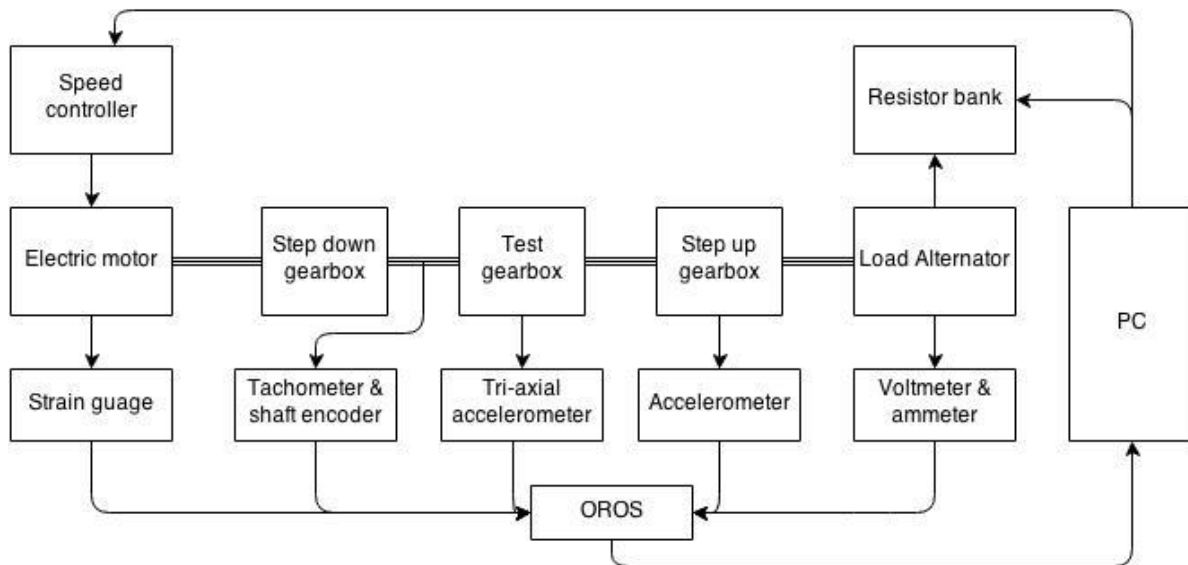 Speed
controller
Resistor bank
Electric motor
Step down
gearbox
Test
gearbox
Step up
gearbox
Load Alternator
PC
Strain guage
Tachometer &
shaft encoder
Tri-axial
accelerometer
Accelerometer
Voltmeter &
ammeter
OROS